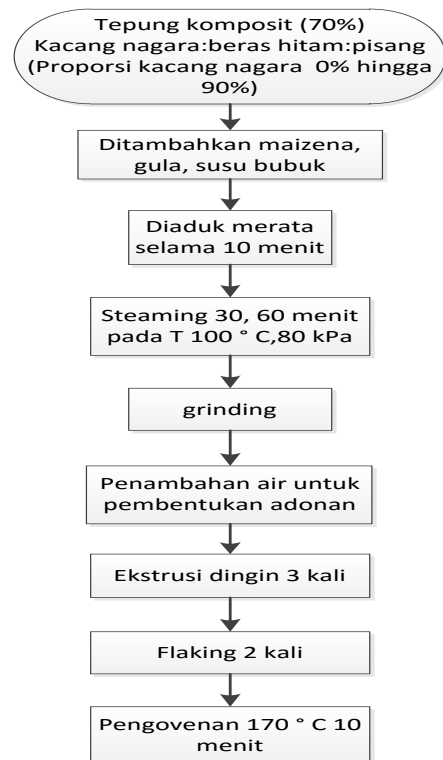 Tepung komposit (70%)
Kacang nagara:beras hitam:pisang
(Proporsi kacang nagara 0% hingga
90%)
Ditambahkan maizena,
gula, susu bubuk
Diaduk merata
selama 10 menit
Steaming 30, 60 menit
pada T 100 ° C,80 kPa
grinding
Penambahan air untuk
pembentukan adonan
Ekstrusi dingin 3 kali
Flaking 2 kali
Pengovenan 170 ° C 10
menit